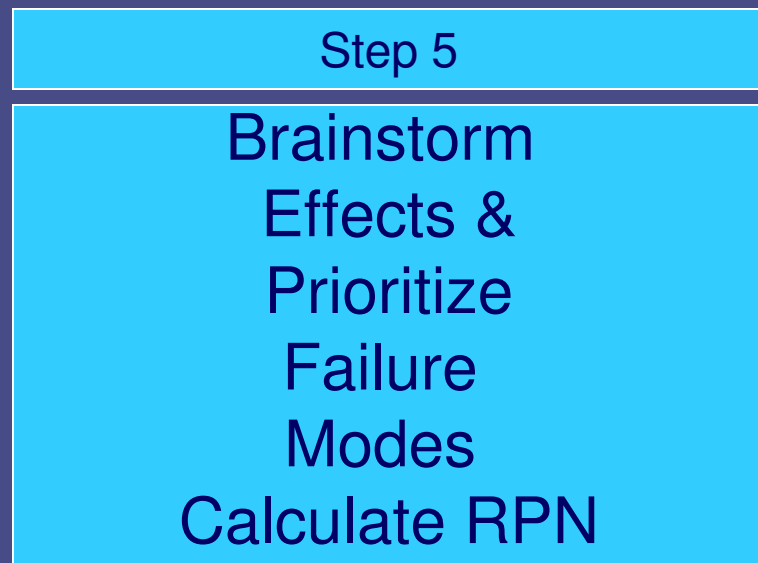 Step 5
Brainstorm
Effects &
Prioritize
Failure
Modes
Calculate RPN